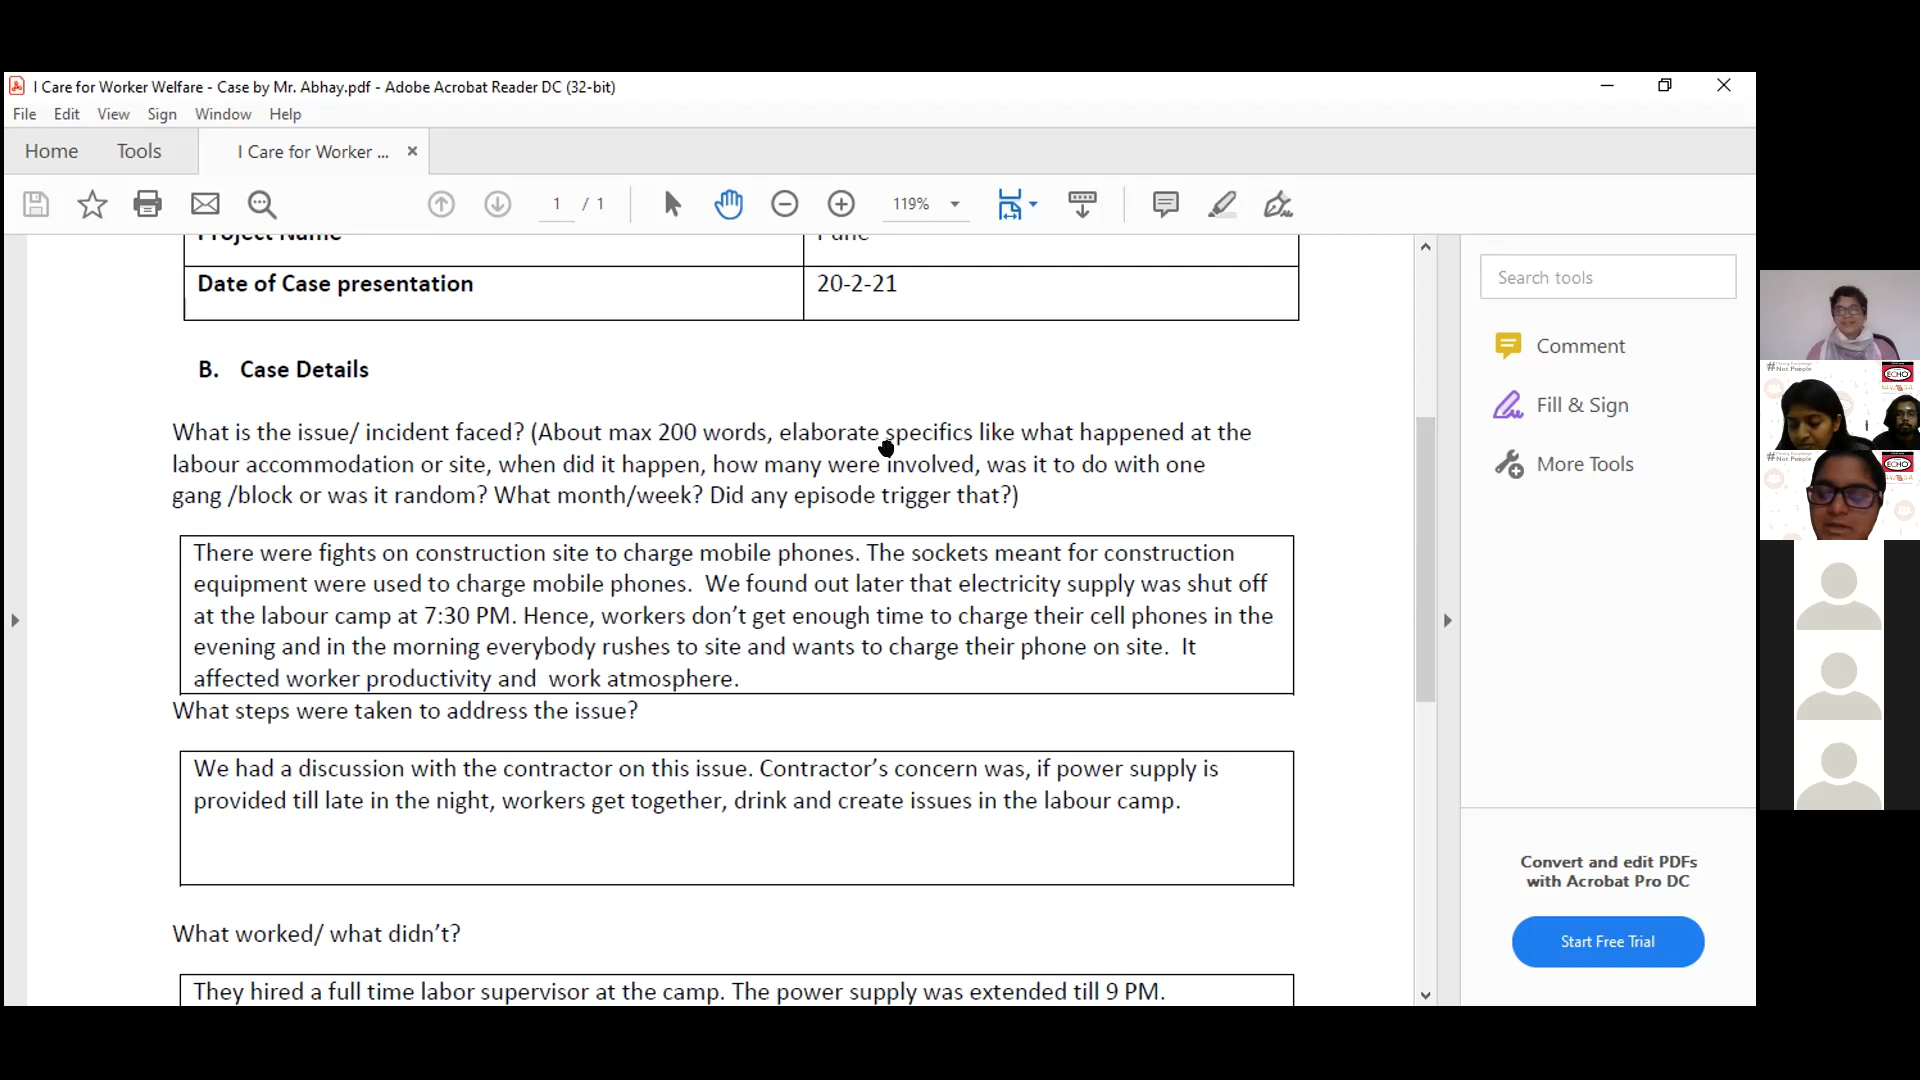 I Care for Worker Welfare - Case by Mr. Abhay.pdf - Adobe Acrobat Reader DC (32-bit)
File Edit View Sign Window Help
Home Tools I Care for Worker ...
1 / 1 119%
Project Name
Date of Case presentation 20-2-21
B. Case Details
What is the issue/ incident faced? (About max 200 words, elaborate specifics like what happened at the
labour accommodation or site, when did it happen, how many were involved, was it to do with one
gang /block or was it random? What month/week? Did any episode trigger that?)
There were fights on construction site to charge mobile phones. The sockets meant for construction
equipment were used to charge mobile phones.  We found out later that electricity supply was shut off
at the labour camp at 7:30 PM. Hence, workers don’t get enough time to charge their cell phones in the
evening and in the morning everybody rushes to site and wants to charge their phone on site.  It
affected worker productivity and  work atmosphere.
What steps were taken to address the issue?
We had a discussion with the contractor on this issue. Contractor’s concern was, if power supply is
provided till late in the night, workers get together, drink and create issues in the labour camp.
What worked/ what didn’t?
They hired a full time labor supervisor at the camp. The power supply was extended till 9 PM.
Search tools
Comment
Fill & Sign
More Tools
Convert and edit PDFs
with Acrobat Pro DC
Start Free Trial
Not People
ECHO
Not People
ECHO